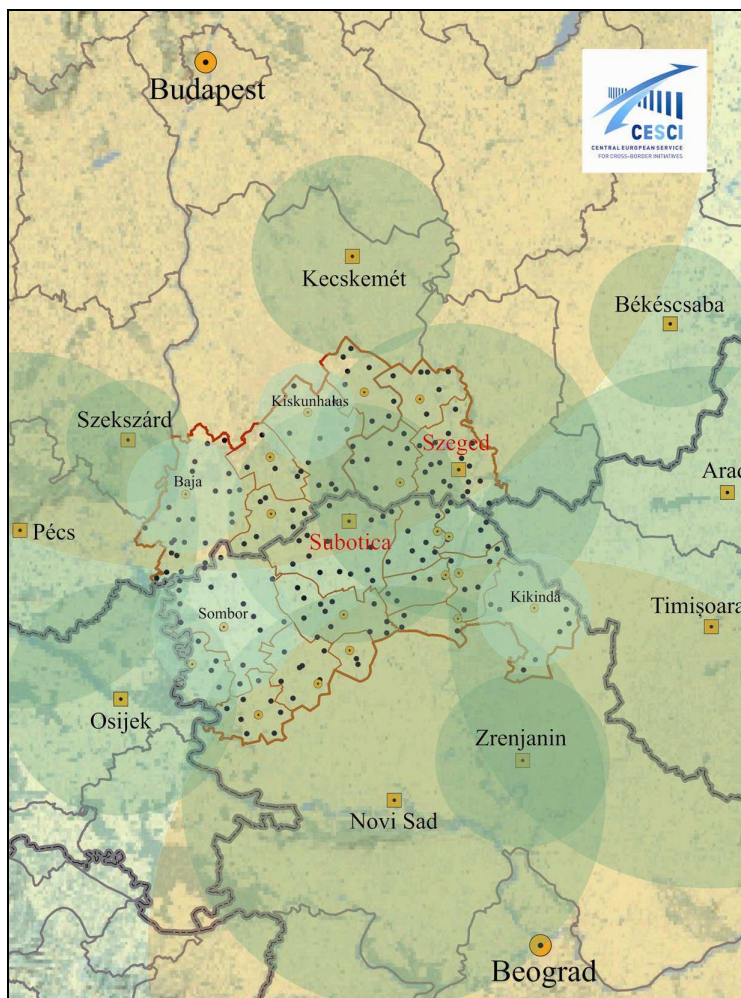 Budapest
CESCI
CENTRAL EUROPEAN SERVICE
FOR CROSS-BORDER INITIATIVES
Kecskemét
Békéscsaba
Kiskunhalas
Szekszárd
Szeged
Baja
Arad
Pécs
Subotica
Kikinda
Timișoara
Sombor
Osijek
Zrenjanin
Novi Sad
Beograd